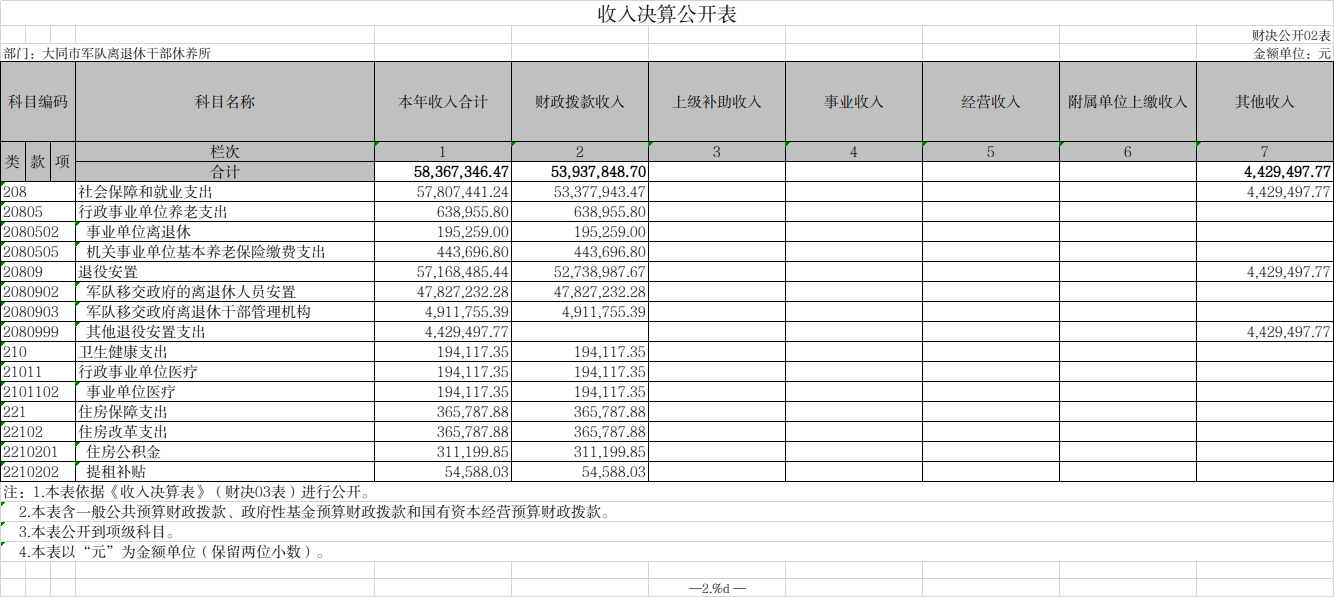 收入决算公开表
财决公开02表
部门：大同市军队离退休干部休养所 金额单位：元
科目编码 科目名称 本年收入合计 财政拨款收入 上级补助收入 事业收入 经营收入 附属单位上缴收入 其他收入
类 款 项 栏次 1 2 3 4 5 6 7
合计 58,367,346.47 53,937,848.70 4,429,497.77
208 社会保障和就业支出 57,807,441.24 53,377,943.47 4,429,497.77
20805 行政事业单位养老支出 638,955.80 638,955.80
2080502 事业单位离退休 195,259.00 195,259.00
2080505 机关事业单位基本养老保险缴费支出 443,696.80 443,696.80
20809 退役安置 57,168,485.44 52,738,987.67 4,429,497.77
2080902 军队移交政府的离退休人员安置 47,827,232.28 47,827,232.28
2080903 军队移交政府离退休干部管理机构 4,911,755.39 4,911,755.39
2080999 其他退役安置支出 4,429,497.77 4,429,497.77
210 卫生健康支出 194,117.35 194,117.35
21011 行政事业单位医疗 194,117.35 194,117.35
2101102 事业单位医疗 194,117.35 194,117.35
221 住房保障支出 365,787.88 365,787.88
22102 住房改革支出 365,787.88 365,787.88
2210201 住房公积金 311,199.85 311,199.85
2210202 提租补贴 54,588.03 54,588.03
注：1.本表依据《收入决算表》（财决03表）进行公开。
2.本表含一般公共预算财政拨款、政府性基金预算财政拨款和国有资本经营预算财政拨款。
3.本表公开到项级科目。
4.本表以“元”为金额单位（保留两位小数）。
—2.%d —